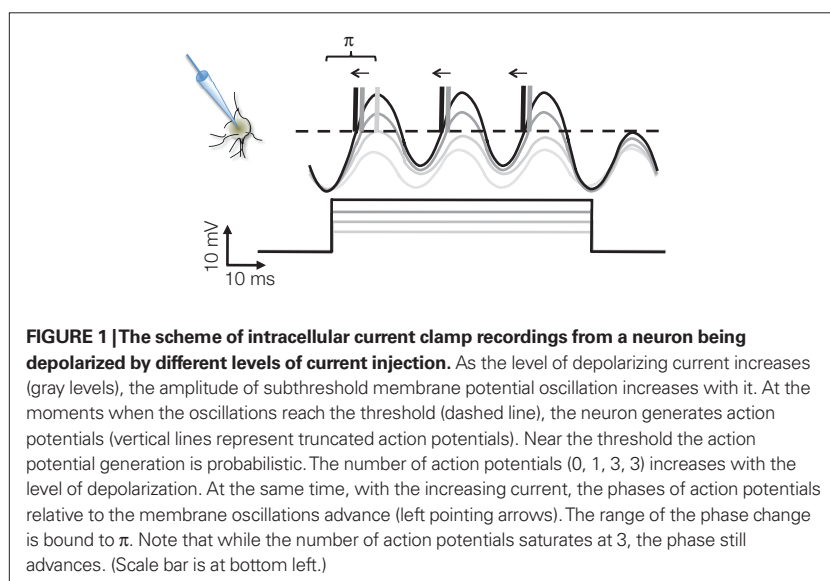 π
10 mV
10 ms
FIGURE 1 | The scheme of intracellular current clamp recordings from a neuron being
depolarized by different levels of current injection. As the level of depolarizing current increases
(gray levels), the amplitude of subthreshold membrane potential oscillation increases with it. At the
moments when the oscillations reach the threshold (dashed line), the neuron generates action
potentials (vertical lines represent truncated action potentials). Near the threshold the action
potential generation is probabilistic. The number of action potentials (0, 1, 3, 3) increases with the
level of depolarization. At the same time, with the increasing current, the phases of action potentials
relative to the membrane oscillations advance (left pointing arrows). The range of the phase change
is bound to π. Note that while the number of action potentials saturates at 3, the phase still
advances. (Scale bar is at bottom left.)